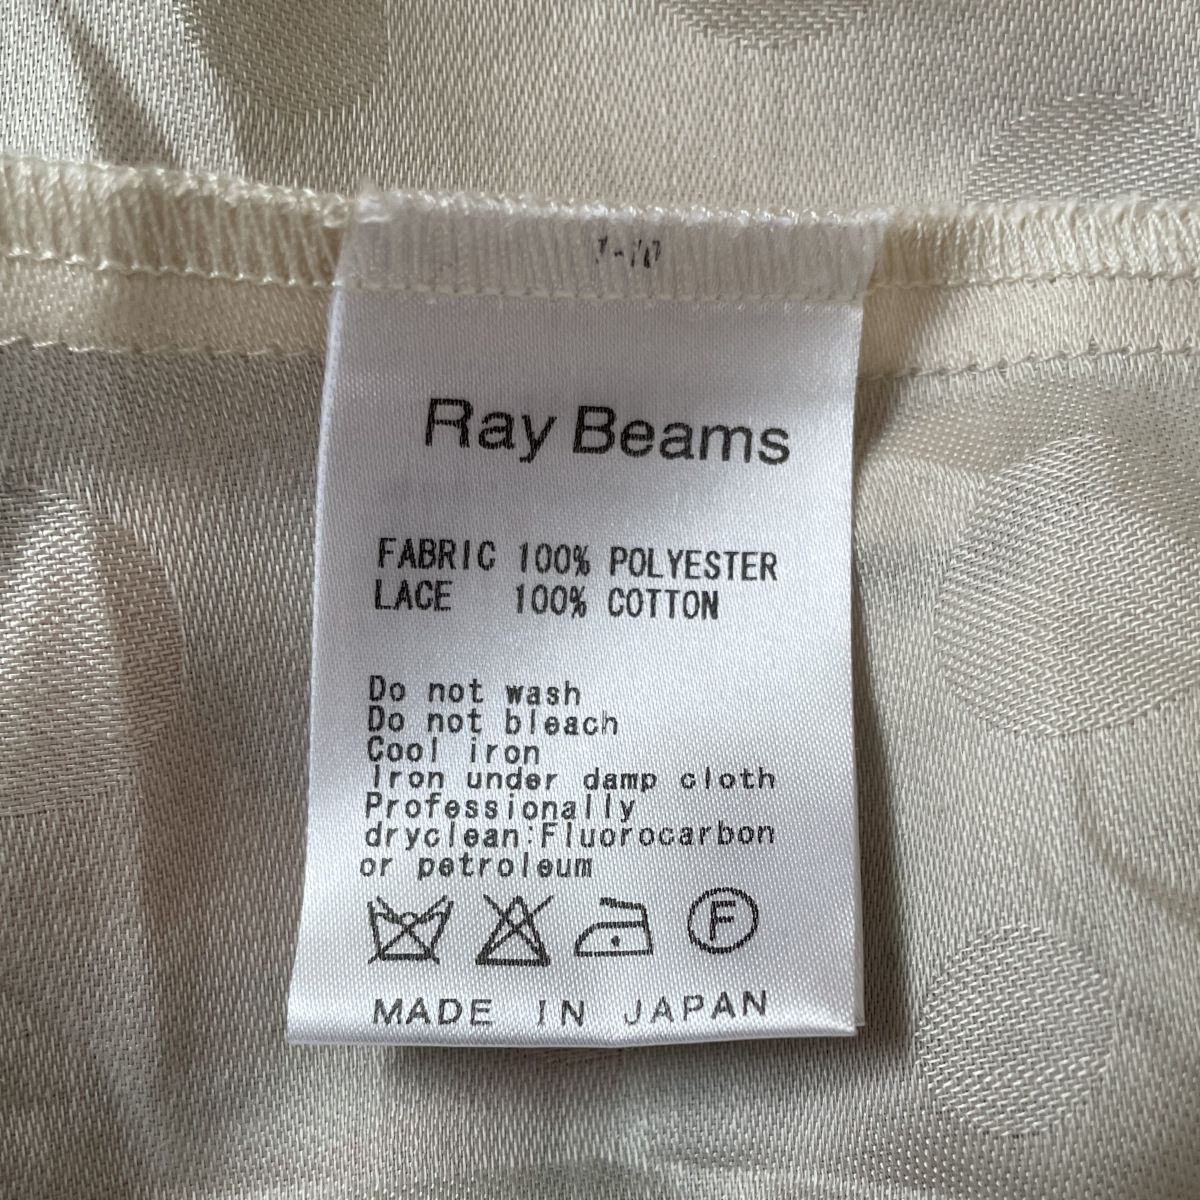 Ray Beams
FABRIC 100% POLYESTER
LACE 100% COTTON
Do not wash
Do not bleach
Cool iron
Iron under damp cloth
Professionally
dryclean:Fluorocarbon
or petroleum
F
MADE IN JAPAN